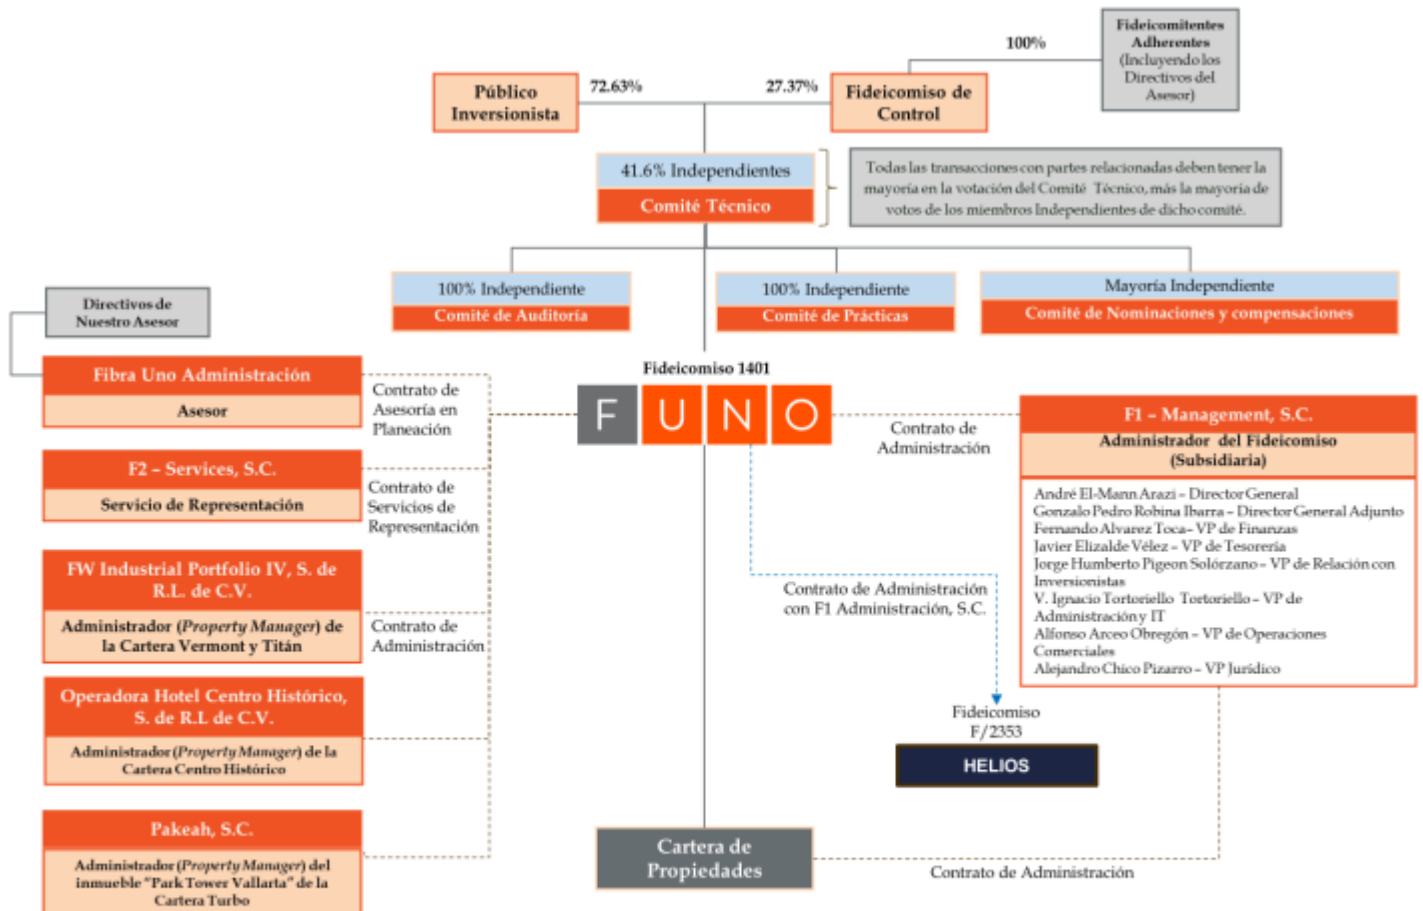 Fideicomitentes
Adherentes
(Incluyendo los
Directivos del
Asesor)
100%
Público
Inversionista
72.63%
27.37%
Fideicomiso de
Control
41.6% Independientes
Comité Técnico
Todas las transacciones con partes relacionadas deben tener la
mayoría en la votación del Comité Técnico, más la mayoría de
votos de los miembros Independientes de dicho comité.
100% Independiente
Comité de Auditoría
100% Independiente
Comité de Prácticas
Mayoría Independiente
Comité de Nominaciones y compensaciones
Directivos de
Nuestro Asesor
Fibra Uno Administración
Asesor
Contrato de
Asesoría en
Planeación
F2 – Services, S.C.
Servicio de Representación
Contrato de
Servicios de
Representación
FW Industrial Portfolio IV, S. de
R.L. de C.V.
Administrador (Property Manager) de
la Cartera Vermont y Titán
Contrato de
Administración
Operadora Hotel Centro Histórico,
S. de R.L de C.V.
Administrador (Property Manager) de la
Cartera Centro Histórico
Pakeah, S.C.
Administrador (Property Manager) del
inmueble "Park Tower Vallarta" de la
Cartera Turbo
Fideicomiso 1401
FUNO
Contrato de
Administración
F1 – Management, S.C.
Administrador del Fideicomiso
(Subsidiaria)
André El-Mann Arazi – Director General
Gonzalo Pedro Robina Ibarra – Director General Adjunto
Fernando Alvarez Toca– VP de Finanzas
Javier Elizalde Vélez – VP de Tesorería
Jorge Humberto Pigeon Solórzano – VP de Relación con
Inversionistas
V. Ignacio Tortoriello Tortoriello – VP de
Administración y IT
Alfonso Arceo Obregón – VP de Operaciones
Comerciales
Alejandro Chico Pizarro – VP Jurídico
Contrato de Administración
con F1 Administración, S.C.
Fideicomiso
F/2353
HELIOS
Cartera de
Propiedades
Contrato de Administración